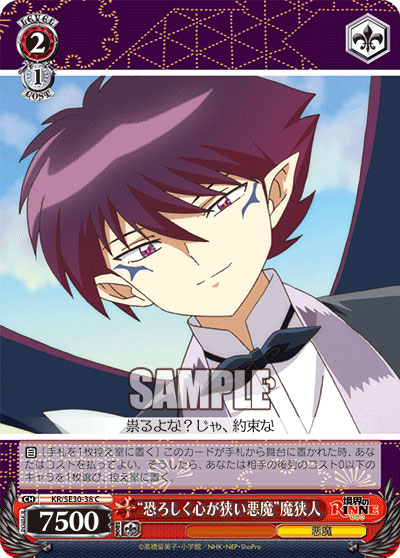 LEVEL
2
1
COST
SAMPLE
祟るよな?じゃ、約束な
【手札を1枚控え室に置く】 このカードが手札から舞台に置かれた時、あな
たはコストを払ってよい。そうしたら、あなたは相手の後列のコスト0以下の
キャラを1枚選び、控え室に置く。
CH
KR/SE30-38 C
7500
“恐ろしく心が狭い悪魔”魔狭人
境界の
RINNE
悪魔
©高橋留美子・小学館/NHK・NEP・ShoPro